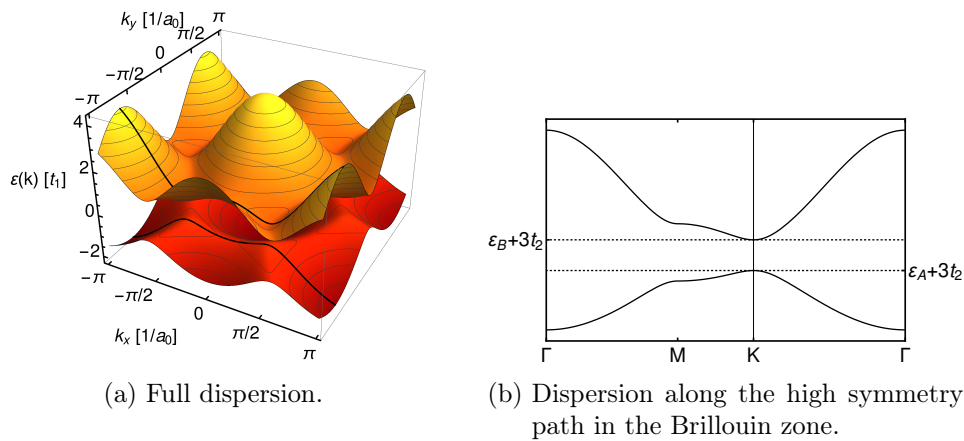 k_y [1/a_0]
π
π/2
0
−π/2
−π
4
2
0
−2
ε(k) [t_1]
−π
−π/2
0
π/2
π
k_x [1/a_0]
(a) Full dispersion.
ε_B+3t_2
ε_A+3t_2
Γ M K Γ
(b) Dispersion along the high symmetry
path in the Brillouin zone.